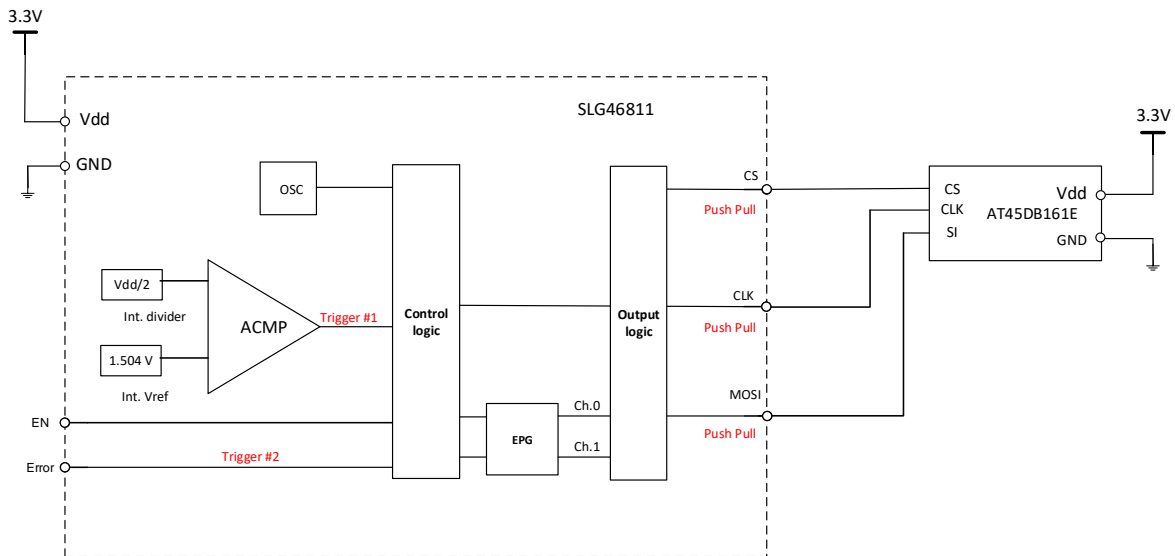 3.3V
SLG46811
Vdd
GND
OSC
Vdd/2
Int. divider
1.504 V
Int. Vref
ACMP
Trigger #1
EN
Error
Trigger #2
Control
logic
EPG
Ch.0
Ch.1
Output
logic
CS
Push Pull
CLK
Push Pull
MOSI
Push Pull
3.3V
CS
CLK
SI
Vdd
AT45DB161E
GND